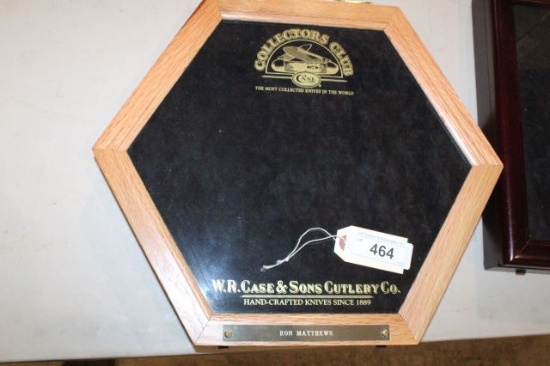 COLLECTORS CLUB
CASE
THE MOST COLLECTED KNIVES IN THE WORLD
464
W.R. CASE & SONS CUTLERY CO.
HAND-CRAFTED KNIVES SINCE 1889
RON MATTHEWS